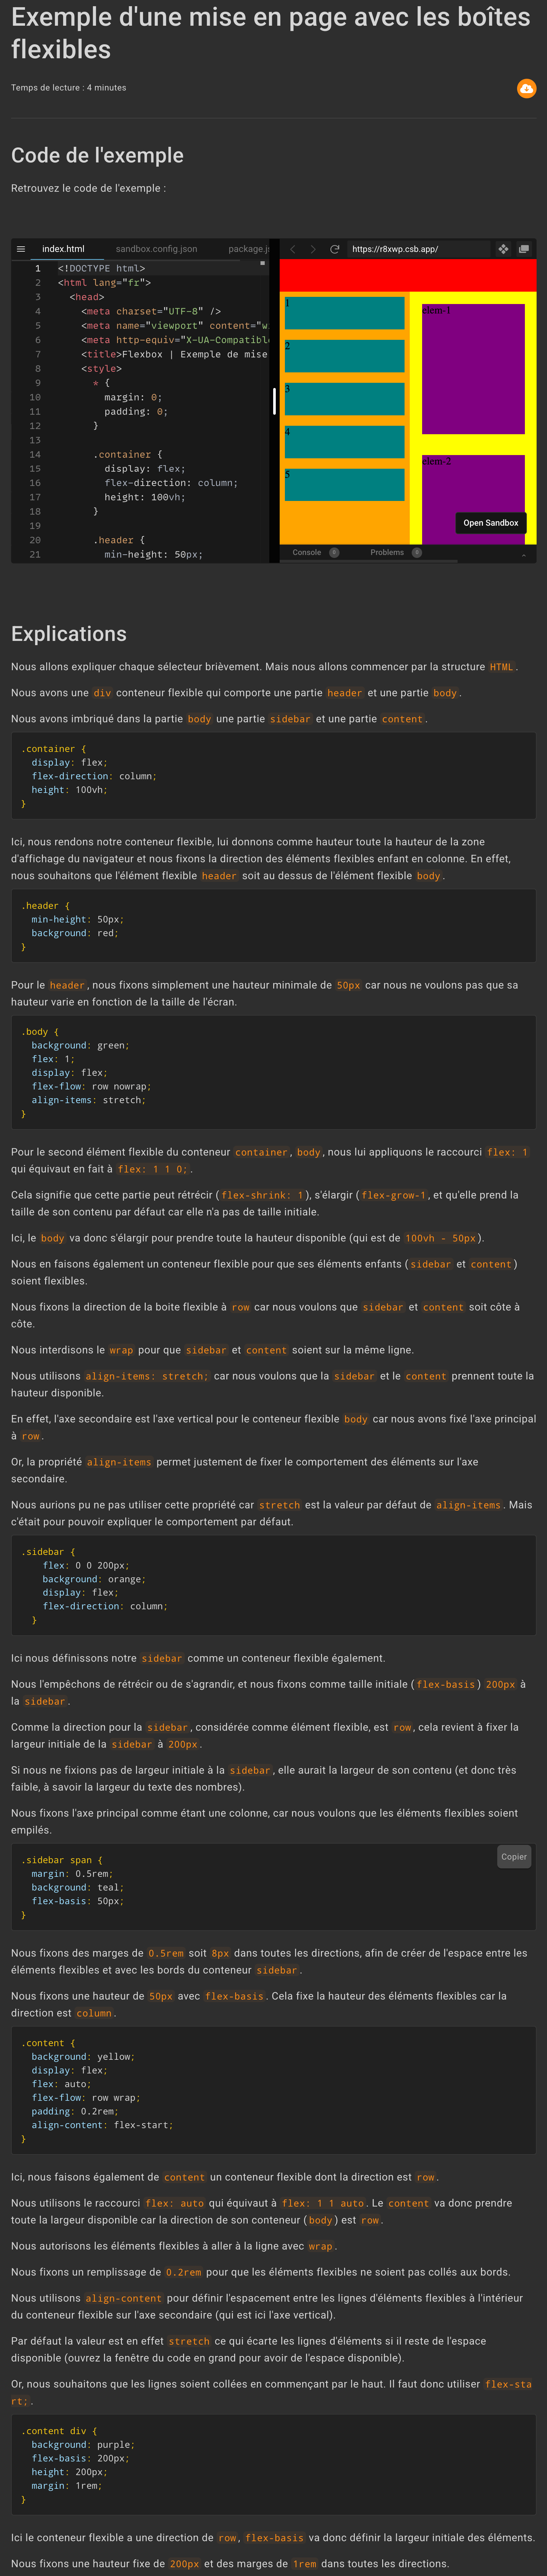 Exemple d'une mise en page avec les boîtes
flexibles
Temps de lecture : 4 minutes
Code de l'exemple
Retrouvez le code de l'exemple :
index.html sandbox.config.json package.js
https://r8xwp.csb.app/
1 <!DOCTYPE html>
2 <html lang="fr">
3 <head>
4 <meta charset="UTF-8" />
5 <meta name="viewport" content="wi
6 <meta http-equiv="X-UA-Compatible
7 <title>Flexbox | Exemple de mise
8 <style>
9 * {
10 margin: 0;
11 padding: 0;
12 }
13
14 .container {
15 display: flex;
16 flex-direction: column;
17 height: 100vh;
18 }
19
20 .header {
21 min-height: 50px;
1
2
3
4
5
elem-1
elem-2
Open Sandbox
Console 0 Problems 0
Explications
Nous allons expliquer chaque sélecteur brièvement. Mais nous allons commencer par la structure HTML.
Nous avons une div conteneur flexible qui comporte une partie header et une partie body.
Nous avons imbriqué dans la partie body une partie sidebar et une partie content.
.container {
display: flex;
flex-direction: column;
height: 100vh;
}
Ici, nous rendons notre conteneur flexible, lui donnons comme hauteur toute la hauteur de la zone
d'affichage du navigateur et nous fixons la direction des éléments flexibles enfant en colonne. En effet,
nous souhaitons que l'élément flexible header soit au dessus de l'élément flexible body.
.header {
min-height: 50px;
background: red;
}
Pour le header, nous fixons simplement une hauteur minimale de 50px car nous ne voulons pas que sa
hauteur varie en fonction de la taille de l'écran.
.body {
background: green;
flex: 1;
display: flex;
flex-flow: row nowrap;
align-items: stretch;
}
Pour le second élément flexible du conteneur container, body, nous lui appliquons le raccourci flex: 1
qui équivaut en fait à flex: 1 1 0;.
Cela signifie que cette partie peut rétrécir (flex-shrink: 1), s'élargir (flex-grow-1, et qu'elle prend la
taille de son contenu par défaut car elle n'a pas de taille initiale.
Ici, le body va donc s'élargir pour prendre toute la hauteur disponible (qui est de 100vh - 50px).
Nous en faisons également un conteneur flexible pour que ses éléments enfants (sidebar et content)
soient flexibles.
Nous fixons la direction de la boite flexible à row car nous voulons que sidebar et content soit côte à
côte.
Nous interdisons le wrap pour que sidebar et content soient sur la même ligne.
Nous utilisons align-items: stretch; car nous voulons que la sidebar et le content prennent toute la
hauteur disponible.
En effet, l'axe secondaire est l'axe vertical pour le conteneur flexible body car nous avons fixé l'axe principal
à row.
Or, la propriété align-items permet justement de fixer le comportement des éléments sur l'axe
secondaire.
Nous aurions pu ne pas utiliser cette propriété car stretch est la valeur par défaut de align-items. Mais
c'était pour pouvoir expliquer le comportement par défaut.
.sidebar {
flex: 0 0 200px;
background: orange;
display: flex;
flex-direction: column;
}
Ici nous définissons notre sidebar comme un conteneur flexible également.
Nous l'empêchons de rétrécir ou de s'agrandir, et nous fixons comme taille initiale (flex-basis) 200px à
la sidebar.
Comme la direction pour la sidebar, considérée comme élément flexible, est row, cela revient à fixer la
largeur initiale de la sidebar à 200px.
Si nous ne fixions pas de largeur initiale à la sidebar, elle aurait la largeur de son contenu (et donc très
faible, à savoir la largeur du texte des nombres).
Nous fixons l'axe principal comme étant une colonne, car nous voulons que les éléments flexibles soient
empilés.
Copier
.sidebar span {
margin: 0.5rem;
background: teal;
flex-basis: 50px;
}
Nous fixons des marges de 0.5rem soit 8px dans toutes les directions, afin de créer de l'espace entre les
éléments flexibles et avec les bords du conteneur sidebar.
Nous fixons une hauteur de 50px avec flex-basis. Cela fixe la hauteur des éléments flexibles car la
direction est column.
.content {
background: yellow;
display: flex;
flex: auto;
flex-flow: row wrap;
padding: 0.2rem;
align-content: flex-start;
}
Ici, nous faisons également de content un conteneur flexible dont la direction est row.
Nous utilisons le raccourci flex: auto qui équivaut à flex: 1 1 auto. Le content va donc prendre
toute la largeur disponible car la direction de son conteneur (body) est row.
Nous autorisons les éléments flexibles à aller à la ligne avec wrap.
Nous fixons un remplissage de 0.2rem pour que les éléments flexibles ne soient pas collés aux bords.
Nous utilisons align-content pour définir l'espacement entre les lignes d'éléments flexibles à l'intérieur
du conteneur flexible sur l'axe secondaire (qui est ici l'axe vertical).
Par défaut la valeur est en effet stretch ce qui écarte les lignes d'éléments si il reste de l'espace
disponible (ouvrez la fenêtre du code en grand pour avoir de l'espace disponible).
Or, nous souhaitons que les lignes soient collées en commençant par le haut. Il faut donc utiliser flex-sta
rt;.
.content div {
background: purple;
flex-basis: 200px;
height: 200px;
margin: 1rem;
}
Ici le conteneur flexible a une direction de row, flex-basis va donc définir la largeur initiale des éléments.
Nous fixons une hauteur fixe de 200px et des marges de 1rem dans toutes les directions.